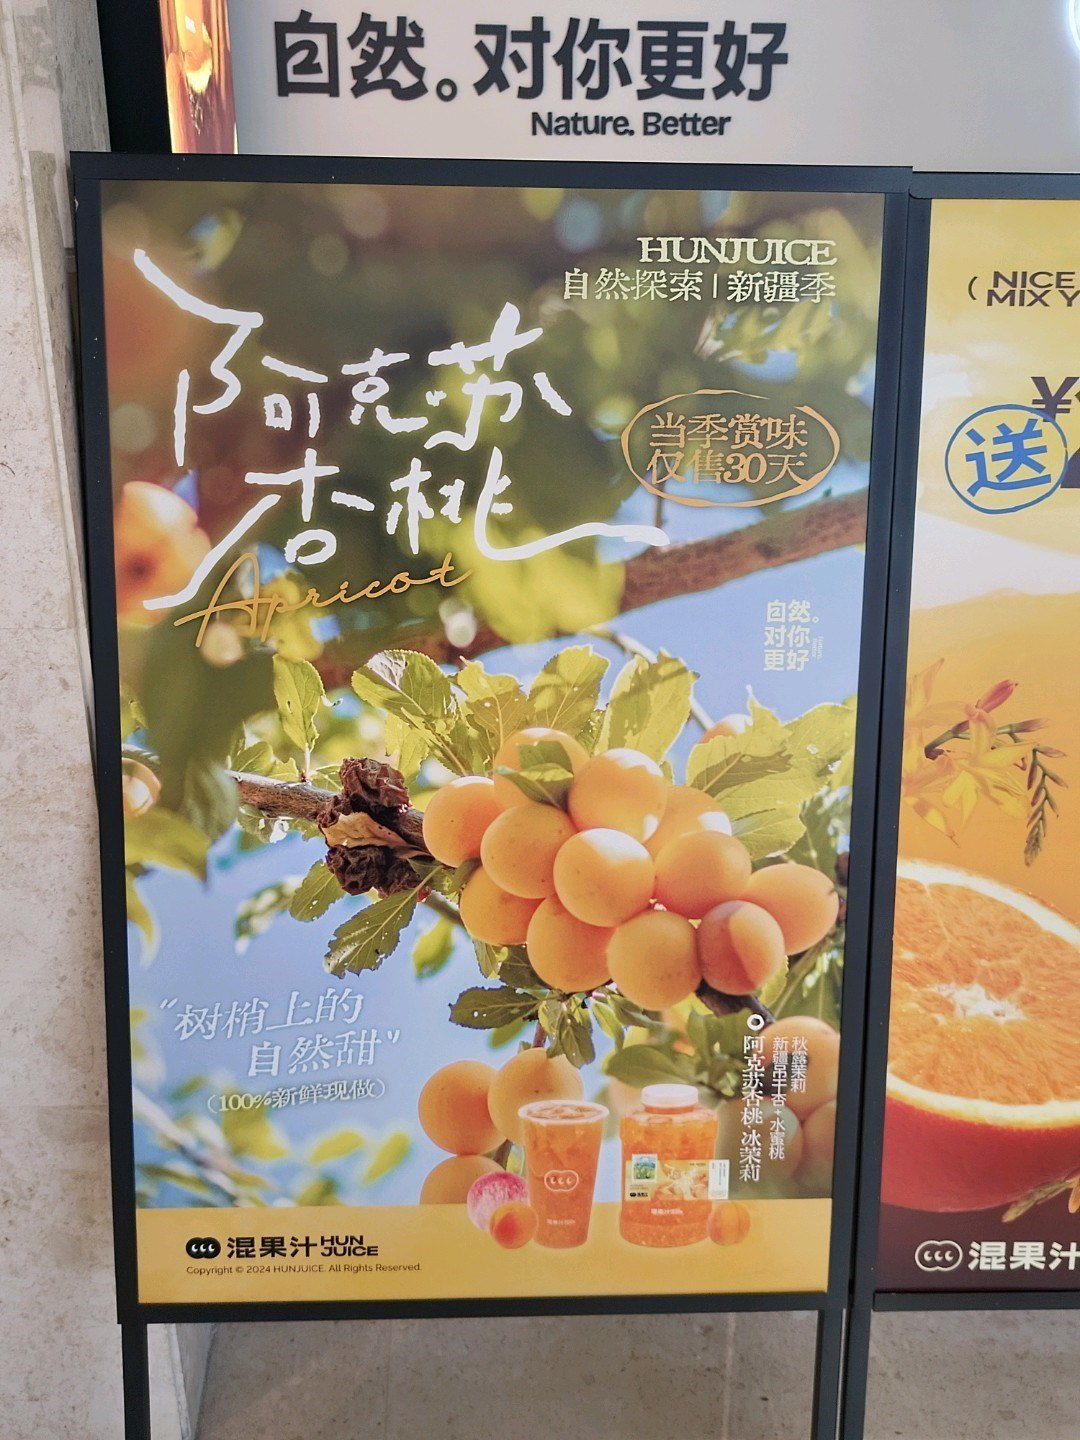 自然。对你更好
Nature. Better
HUNJUICE
自然探索 | 新疆季
阿克苏
杏桃
Apricot
当季赏味
仅售30天
自然。
对你
更好
“树梢上的
自然甜”
(100%新鲜现做)
秋露茉莉
新疆吊干杏+水蜜桃
阿克苏杏桃·冰茉莉
混果汁 HUN
JUICE
Copyright © 2024 HUNJUICE. All Rights Reserved.
( NICE
MIX Y
¥
送
混果汁